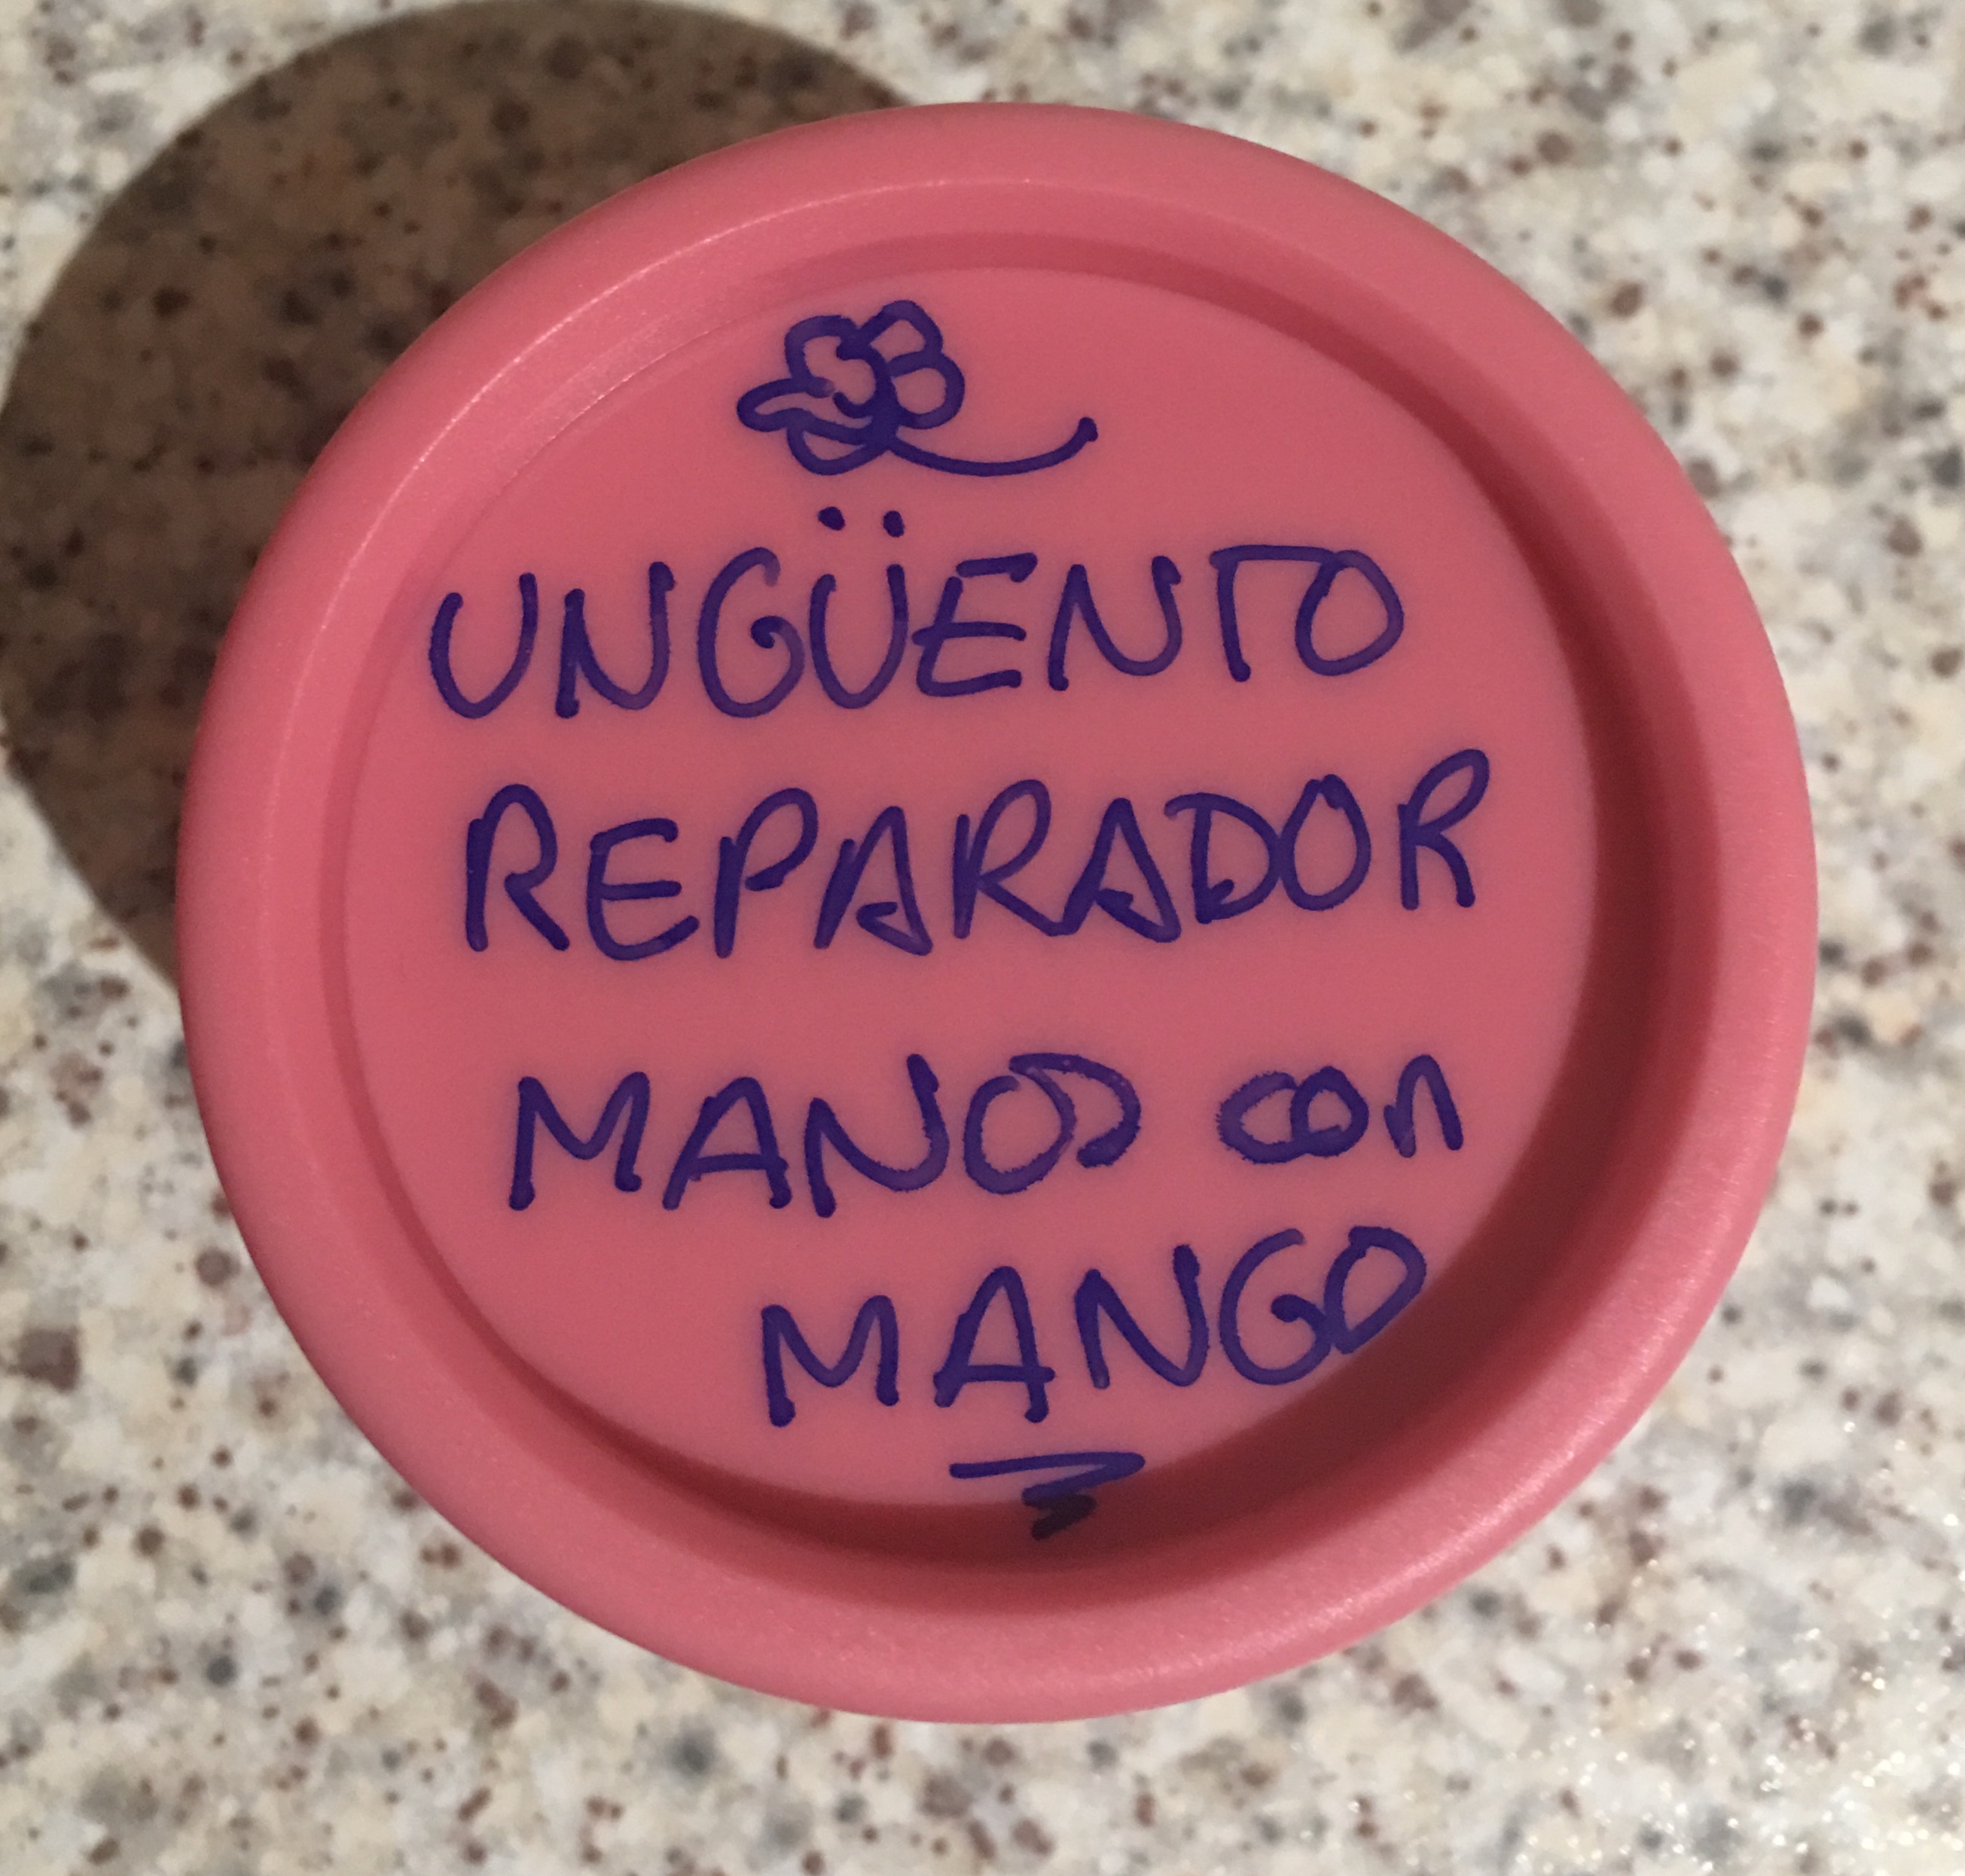 UNGÜENTO
REPARADOR
MANOS con
MANGO